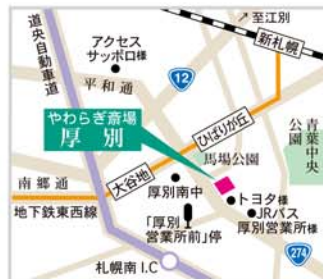 ↗至江別
新札幌
道央自動車道
アクセス
サッポロ様
平和通
12
やわらぎ斎場
厚別
ひばりが丘
馬場公園
青葉中央
公園
大谷地
南郷通
地下鉄東西線
厚別南中
トヨタ様
JRバス
厚別営業所様
「厚別
営業所前」停
札幌南I.C
274